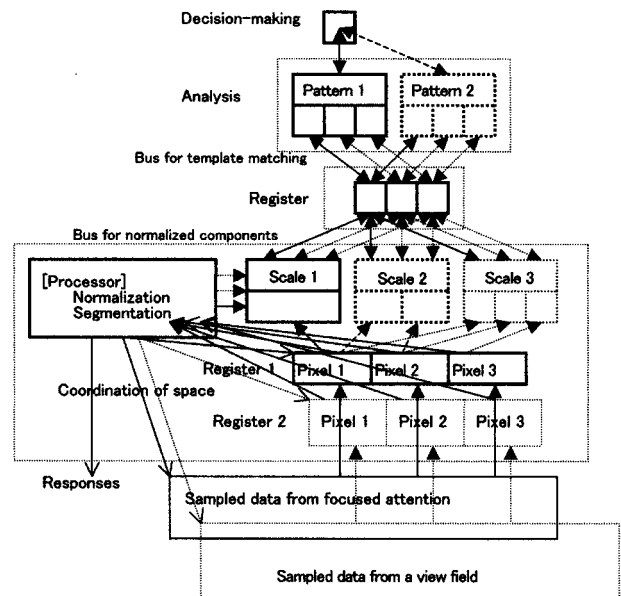 Decision-making
Pattern 1 Pattern 2
Analysis
Bus for template matching
Register
Bus for normalized components
[Processor]
Normalization
Segmentation
Scale 1 Scale 2 Scale 3
Register 1 Pixel 1 Pixel 2 Pixel 3
Coordination of space
Register 2 Pixel 1 Pixel 2 Pixel 3
Responses
Sampled data from focused attention
Sampled data from a view field